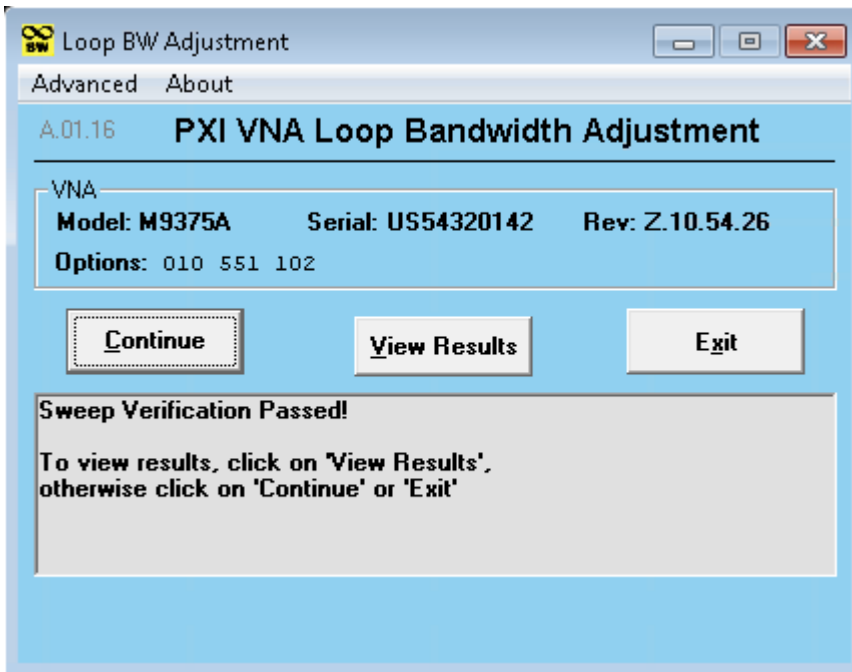 BW Loop BW Adjustment
Advanced About
A.01.16 PXI VNA Loop Bandwidth Adjustment
VNA
Model: M9375A Serial: US54320142 Rev: Z.10.54.26
Options: 010 551 102
Continue View Results Exit
Sweep Verification Passed!
To view results, click on 'View Results',
otherwise click on 'Continue' or 'Exit'